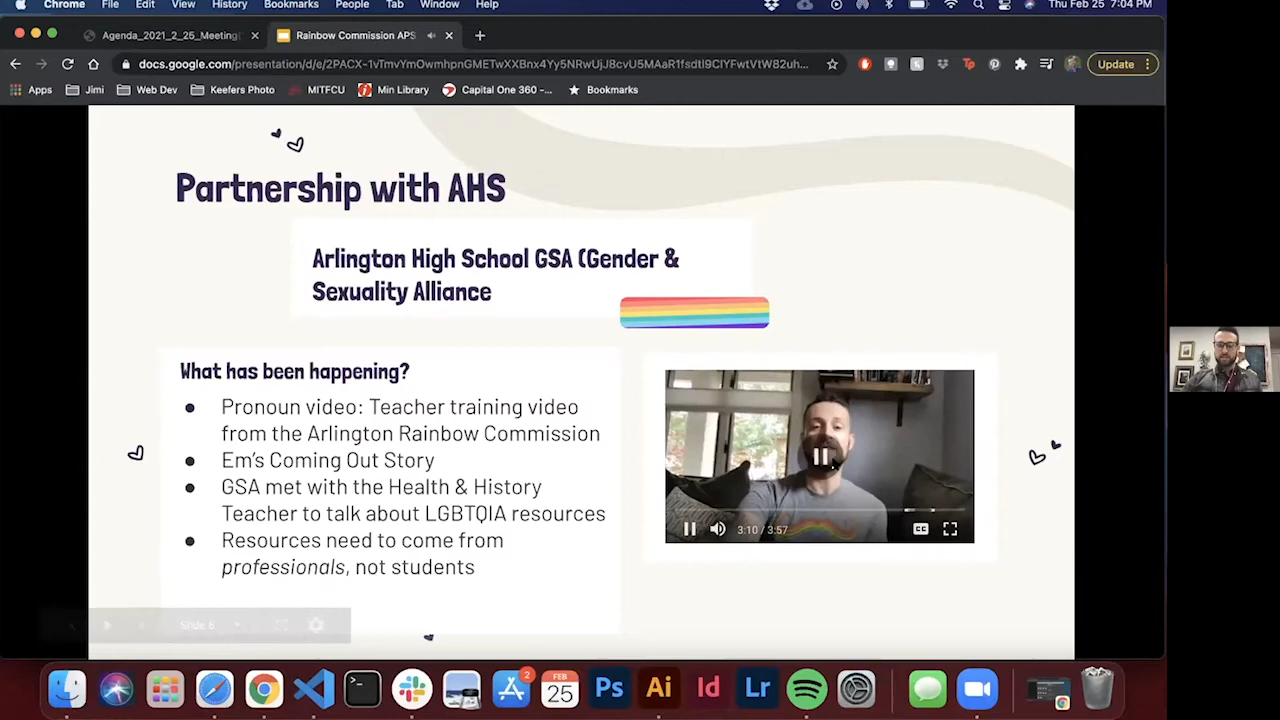 Chrome File Edit View History Bookmarks People Tab Window Help Thu Feb 25 7:04 PM
Agenda_2021_2_25_Meeting( Rainbow Commission APS
docs.google.com/presentation/d/e/2PACX-1vTmvYmOwmhpnGMETwXXBnx4Yy5NRwUjJ8cvU5MAaR1fsdtl9ClYFwtVtW82uh... Update
Apps Jimi Web Dev Keefers Photo MITFCU Min Library Capital One 360 -... Bookmarks
Partnership with AHS
Arlington High School GSA (Gender &
Sexuality Alliance
What has been happening?
● Pronoun video: Teacher training video
from the Arlington Rainbow Commission
● Em's Coming Out Story
● GSA met with the Health & History
Teacher to talk about LGBTQIA resources
● Resources need to come from
professionals, not students
3:10 / 3:57 CC
Slide 6
2
FEB
25
Ps Ai Id Lr